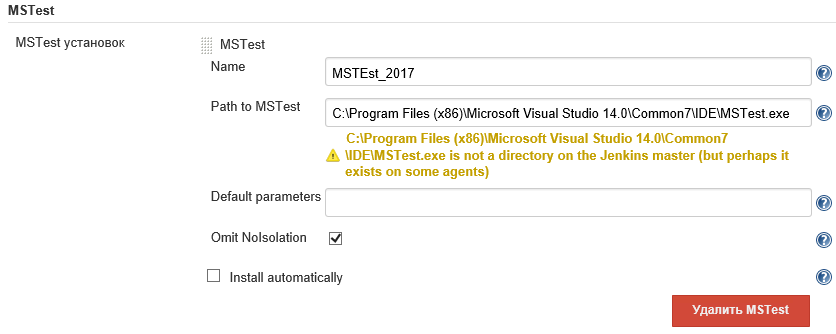 MSTest
MSTest установок
MSTest
Name
MSTEst_2017
Path to MSTest
C:\Program Files (x86)\Microsoft Visual Studio 14.0\Common7\IDE\MSTest.exe
C:\Program Files (x86)\Microsoft Visual Studio 14.0\Common7
\IDE\MSTest.exe is not a directory on the Jenkins master (but perhaps it
exists on some agents)
Default parameters
Omit NoIsolation
Install automatically
Удалить MSTest